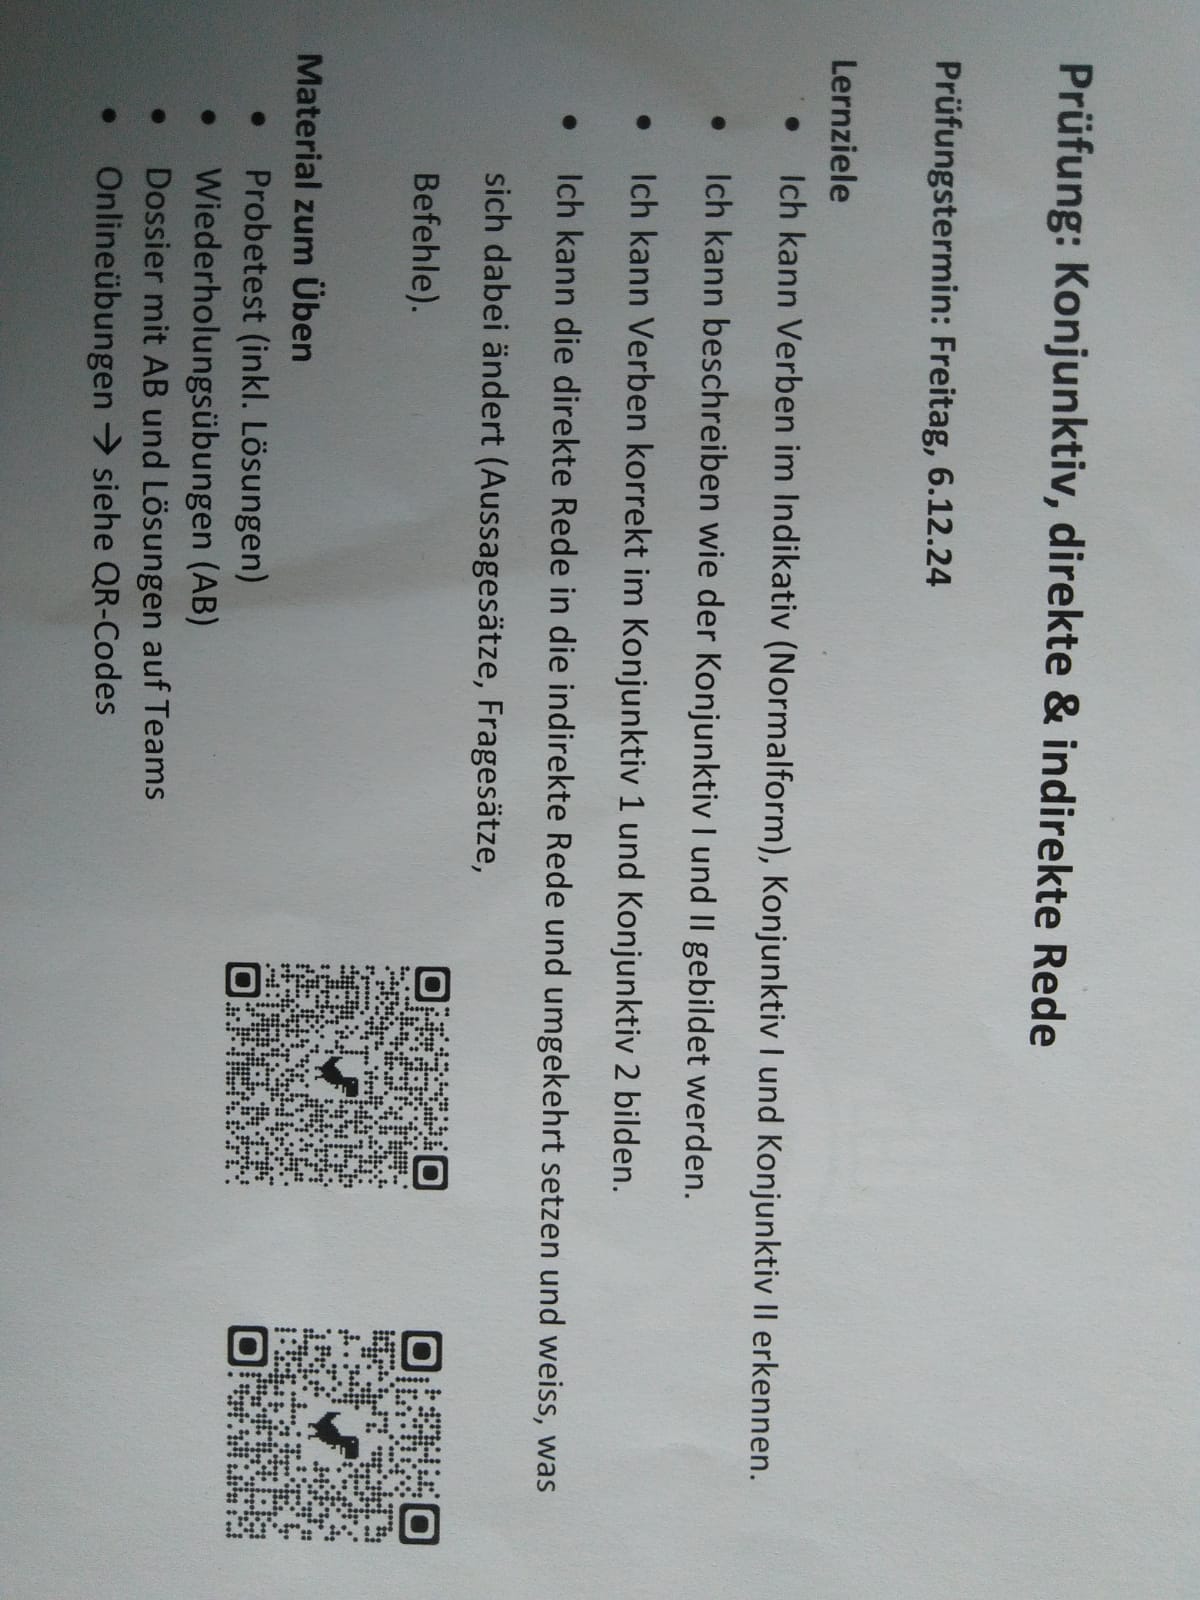 Prüfung: Konjunktiv, direkte & indirekte Rede
Prüfungstermin: Freitag, 6.12.24
Lernziele
• Ich kann Verben im Indikativ (Normalform), Konjunktiv I und Konjunktiv II erkennen.
• Ich kann beschreiben wie der Konjunktiv I und II gebildet werden.
• Ich kann Verben korrekt im Konjunktiv 1 und Konjunktiv 2 bilden.
• Ich kann die direkte Rede in die indirekte Rede und umgekehrt setzen und weiss, was
sich dabei ändert (Aussagesätze, Fragesätze,
Befehle).
Material zum Üben
• Probetest (inkl. Lösungen)
• Wiederholungsübungen (AB)
• Dossier mit AB und Lösungen auf Teams
• Onlineübungen → siehe QR-Codes